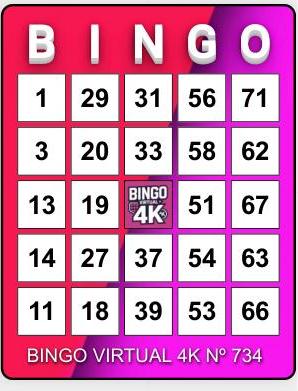 B I N G O
1 29 31 56 71
3 20 33 58 62
13 19 BINGO VIRTUAL 4K 51 67
14 27 37 54 63
11 18 39 53 66
BINGO VIRTUAL 4K Nº 734